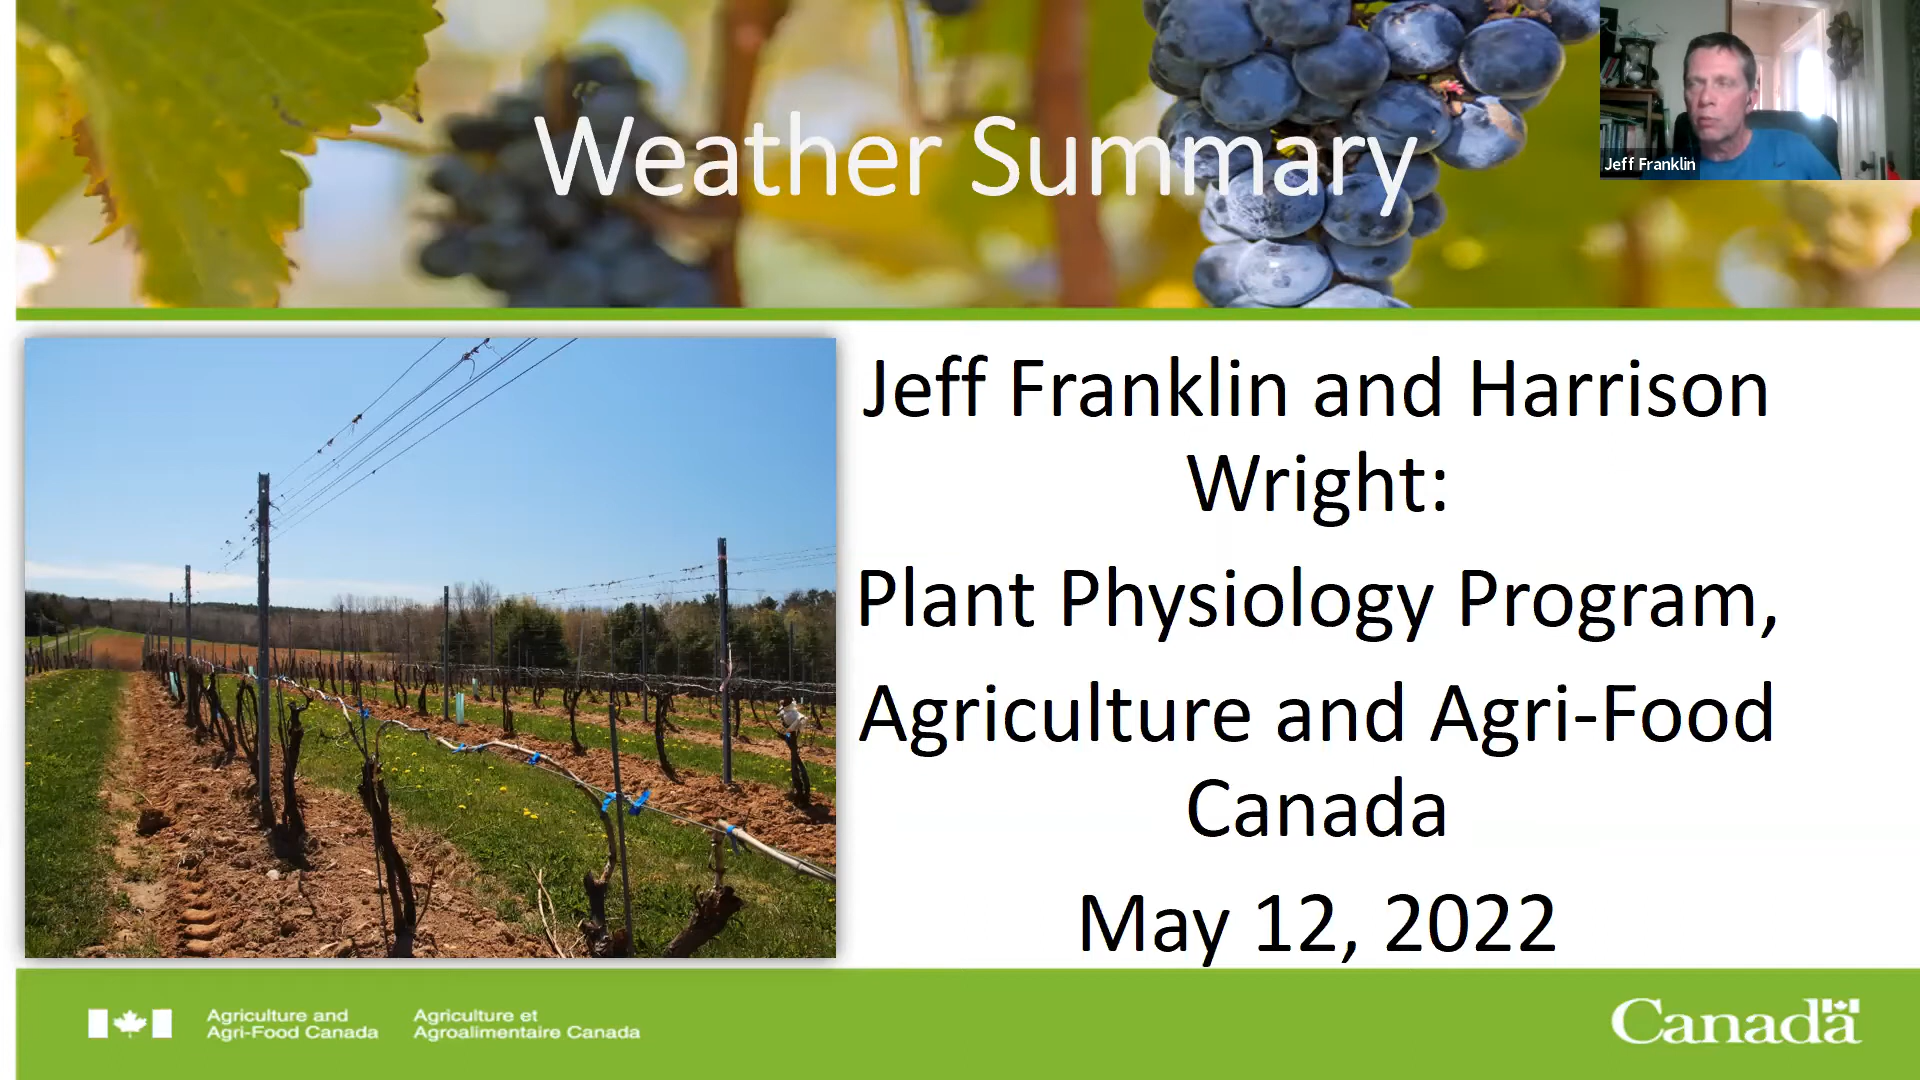 Weather Summary
Jeff Franklin
Jeff Franklin and Harrison
Wright:
Plant Physiology Program,
Agriculture and Agri-Food
Canada
May 12, 2022
Agriculture and
Agri-Food Canada
Agriculture et
Agroalimentaire Canada
Canada